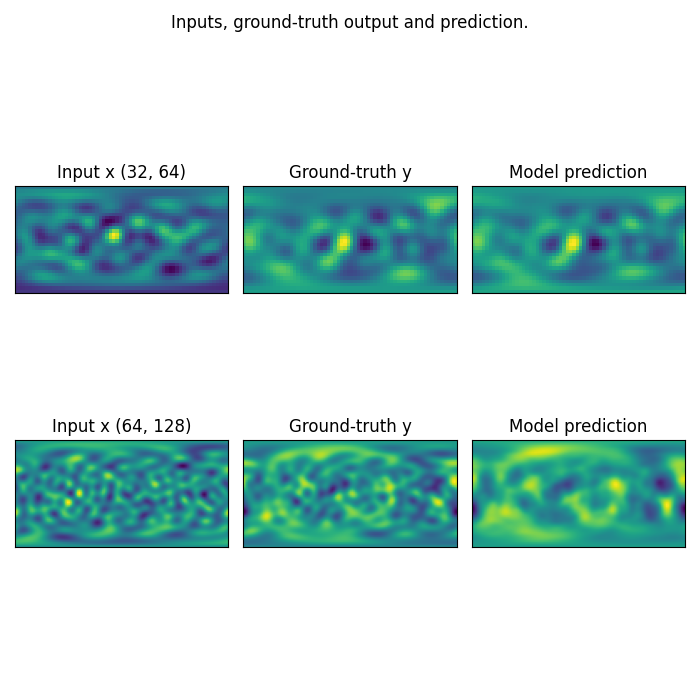 Inputs, ground-truth output and prediction.
Input x (32, 64)
Ground-truth y
Model prediction
Input x (64, 128)
Ground-truth y
Model prediction